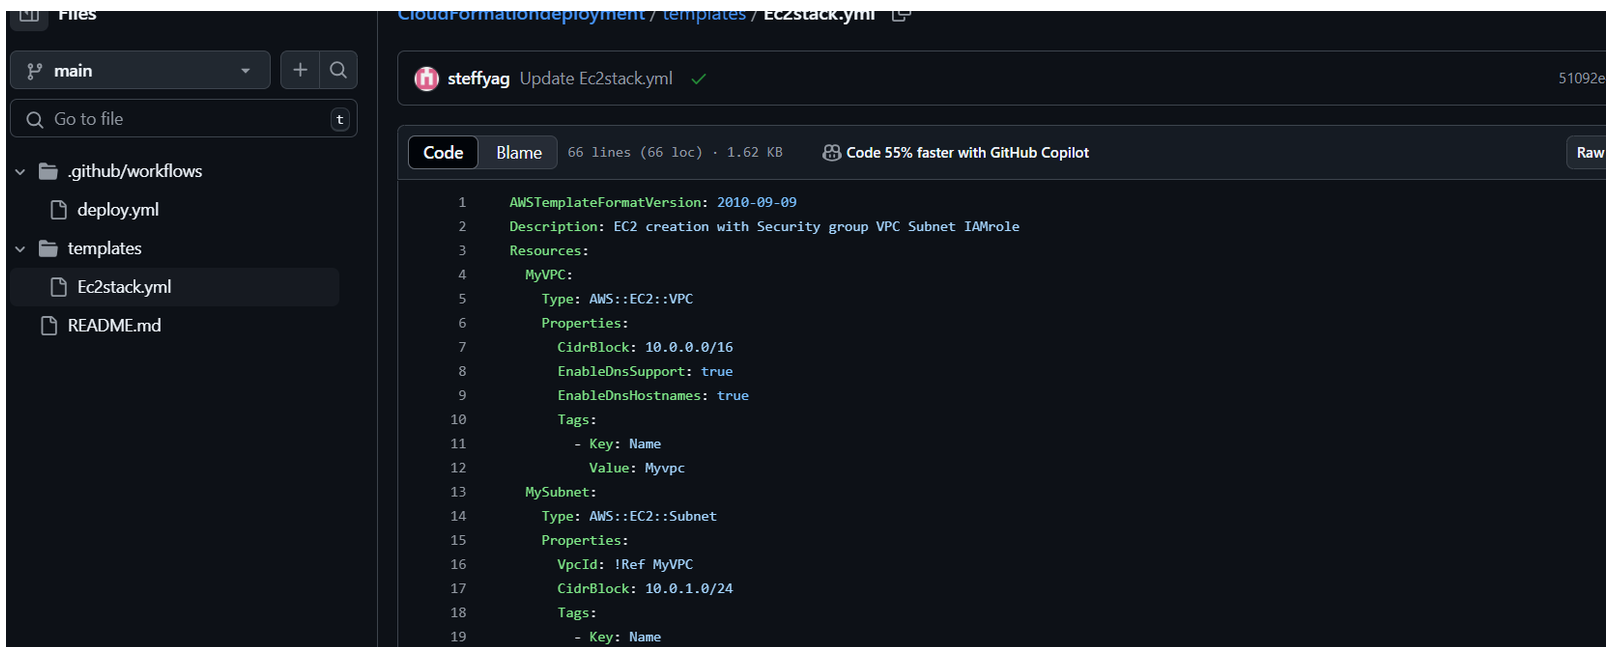 Files
main
Go to file
t
.github/workflows
deploy.yml
templates
Ec2stack.yml
README.md
CloudFormationdeployment / templates / Ec2stack.yml
steffyag Update Ec2stack.yml
51092e
Code Blame 66 lines (66 loc) · 1.62 KB Code 55% faster with GitHub Copilot Raw
1 AWSTemplateFormatVersion: 2010-09-09
2 Description: EC2 creation with Security group VPC Subnet IAMrole
3 Resources:
4 MyVPC:
5 Type: AWS::EC2::VPC
6 Properties:
7 CidrBlock: 10.0.0.0/16
8 EnableDnsSupport: true
9 EnableDnsHostnames: true
10 Tags:
11 - Key: Name
12 Value: Myvpc
13 MySubnet:
14 Type: AWS::EC2::Subnet
15 Properties:
16 VpcId: !Ref MyVPC
17 CidrBlock: 10.0.1.0/24
18 Tags:
19 - Key: Name